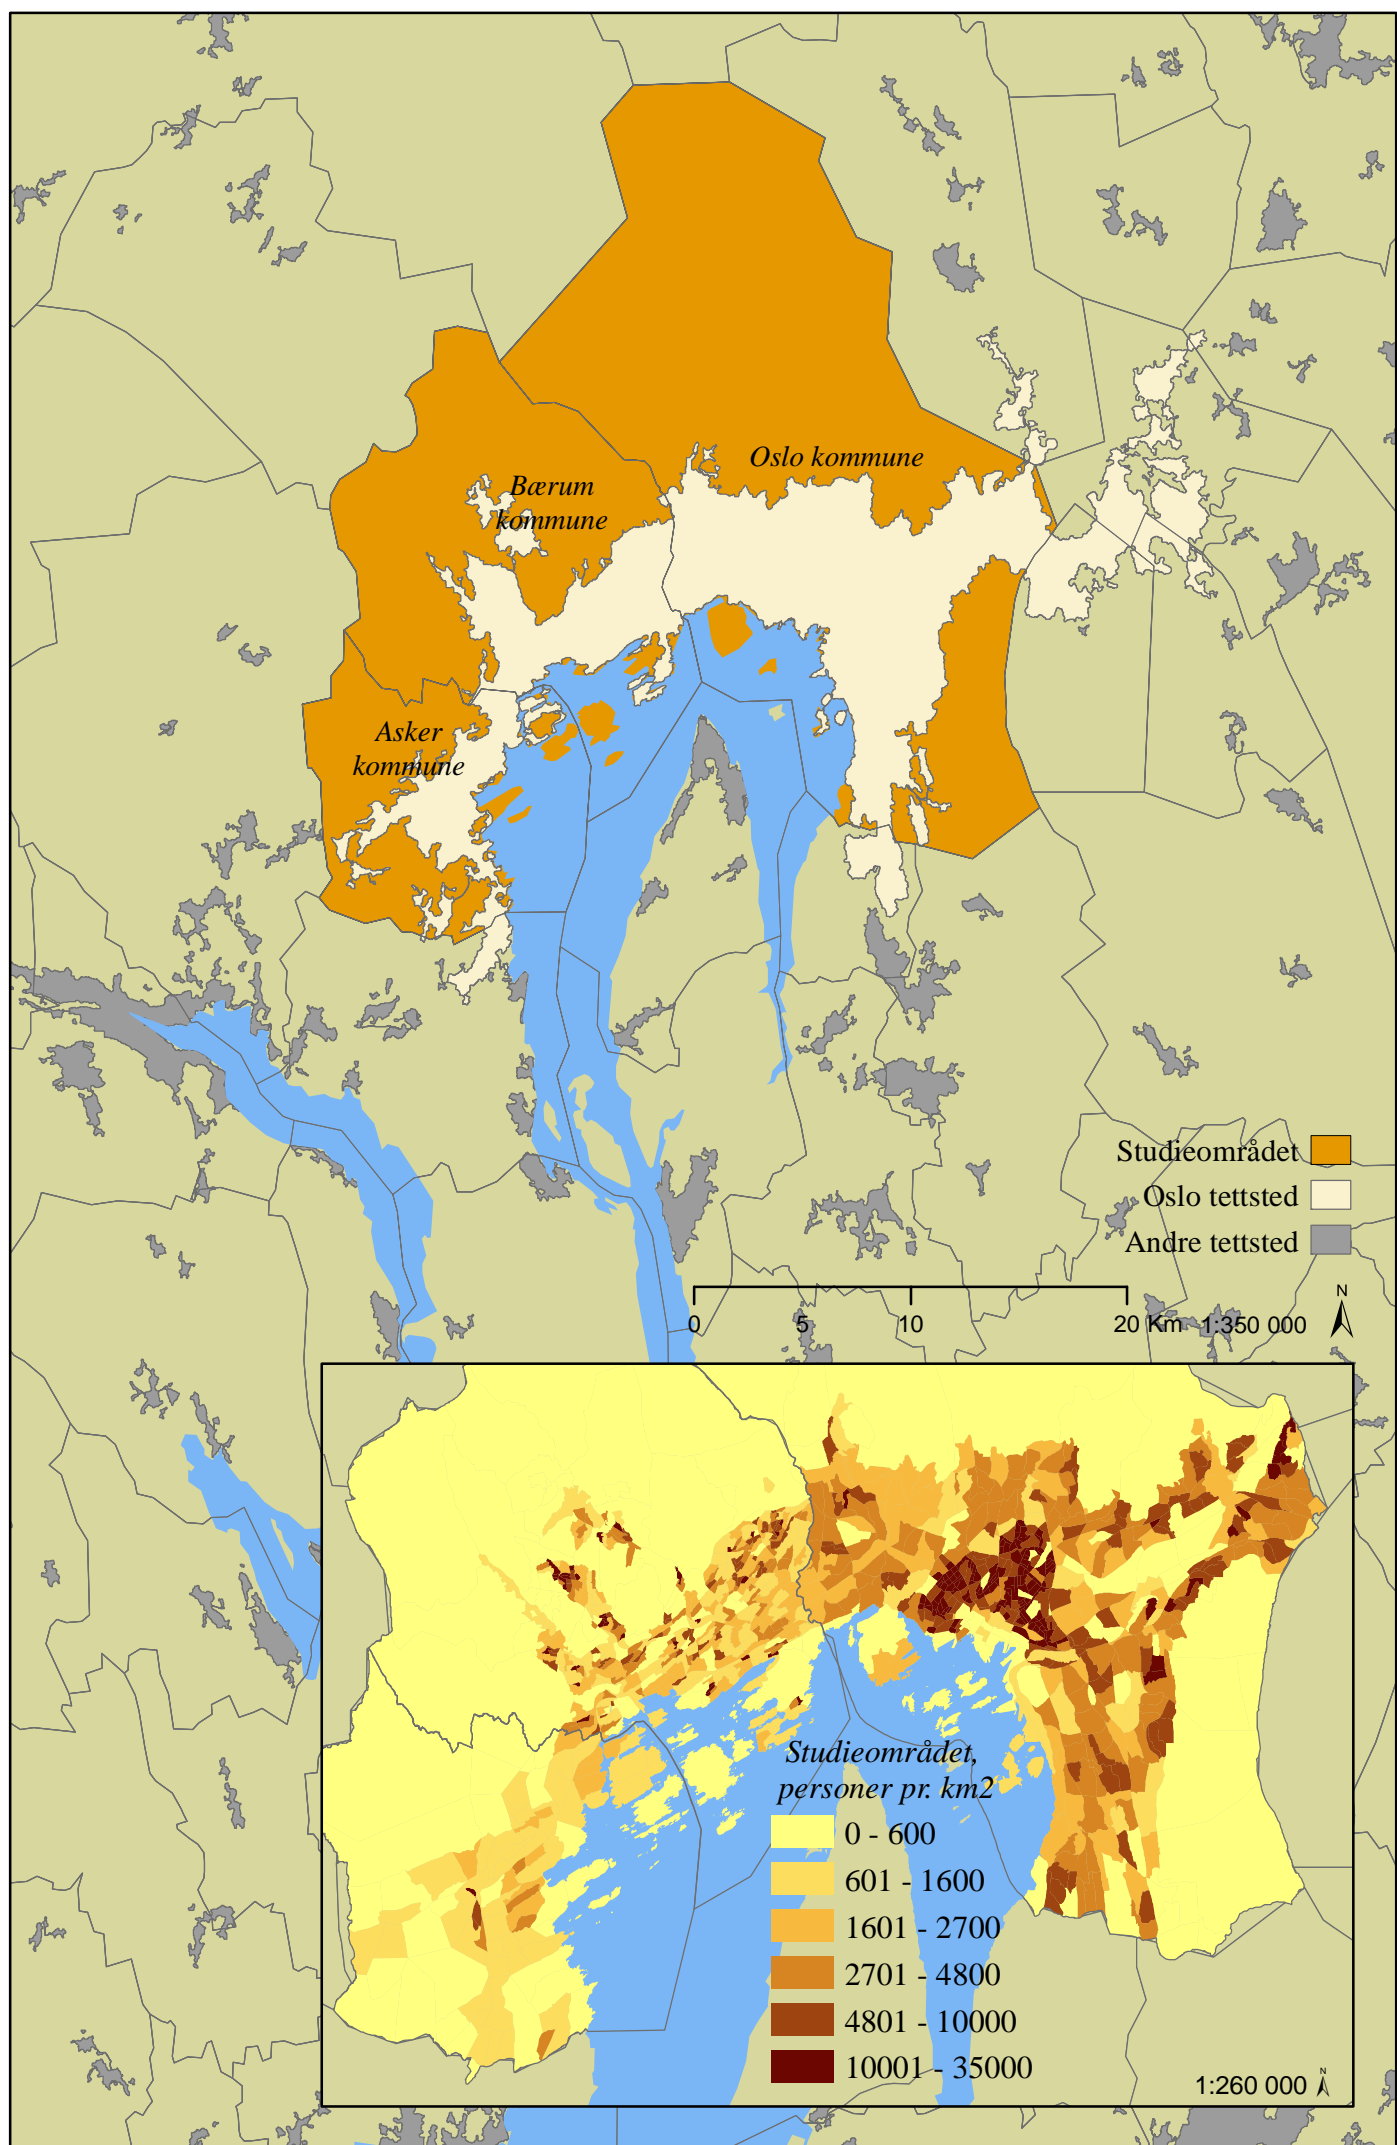 Oslo kommune
Bærum
kommune
Asker
kommune
Studieområdet
Oslo tettsted
Andre tettsted
N
0 5 10 20 Km 1:350 000
Studieområdet,
personer pr. km2
0 - 600
601 - 1600
1601 - 2700
2701 - 4800
4801 - 10000
10001 - 35000
N
1:260 000